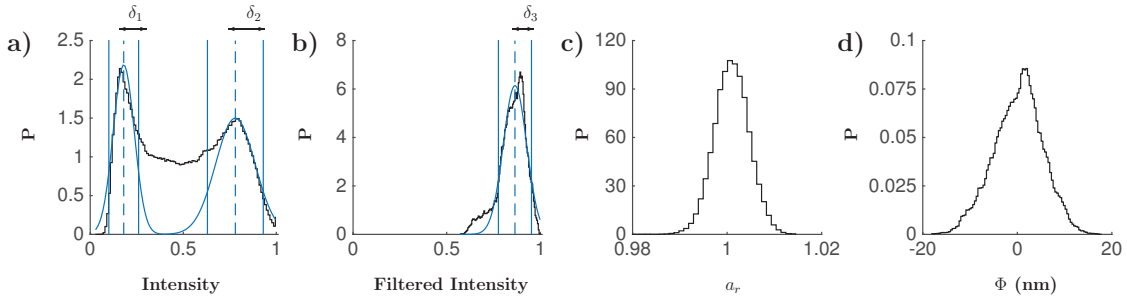 δ₁ δ₂ δ₃
a) b) c) d)
2.5 8 120 0.1
2 6 90 0.075
1.5 4 60 0.05
1 2 30 0.025
0.5
0 0 0 0
P P P P
0 0.5 1 0 0.5 1 0.98 1 1.02 -20 0 20
Intensity Filtered Intensity aᵣ Φ (nm)